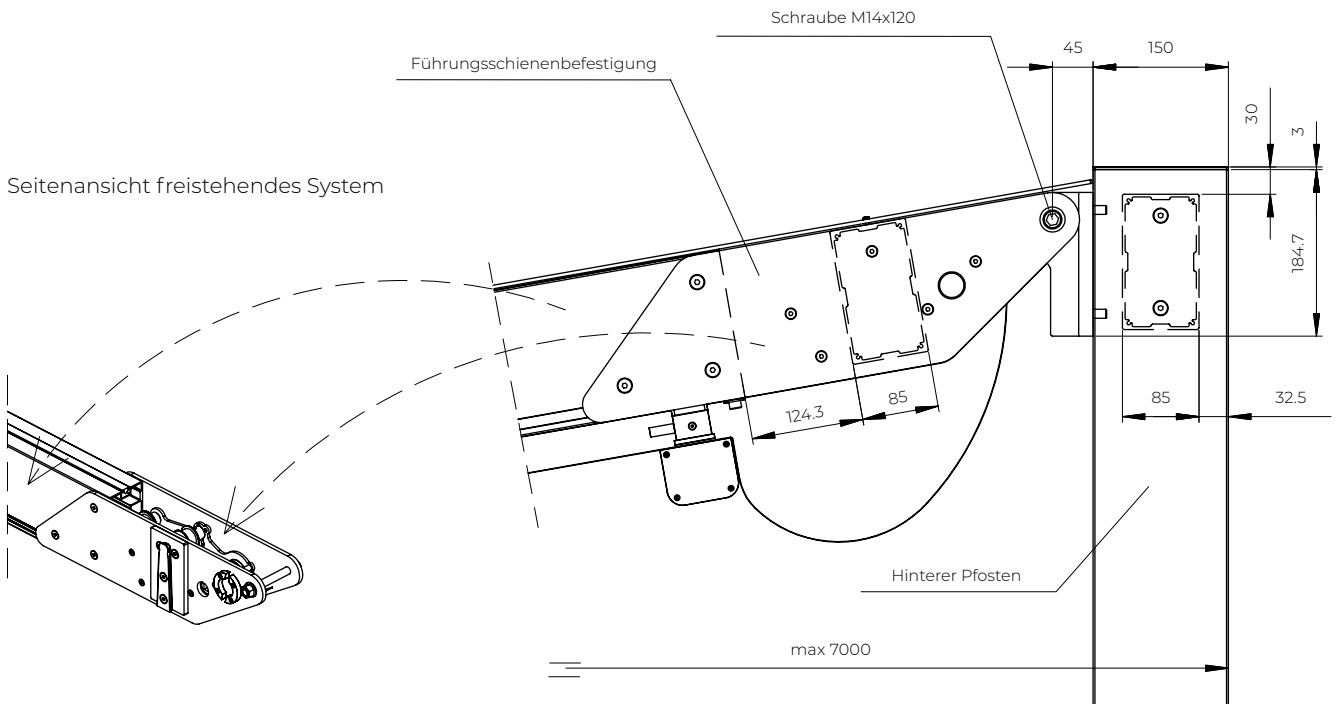 Schraube M14x120
45
150
Führungsschienenbefestigung
30
3
Seitenansicht freistehendes System
184.7
124.3
85
85
32.5
Hinterer Pfosten
max 7000